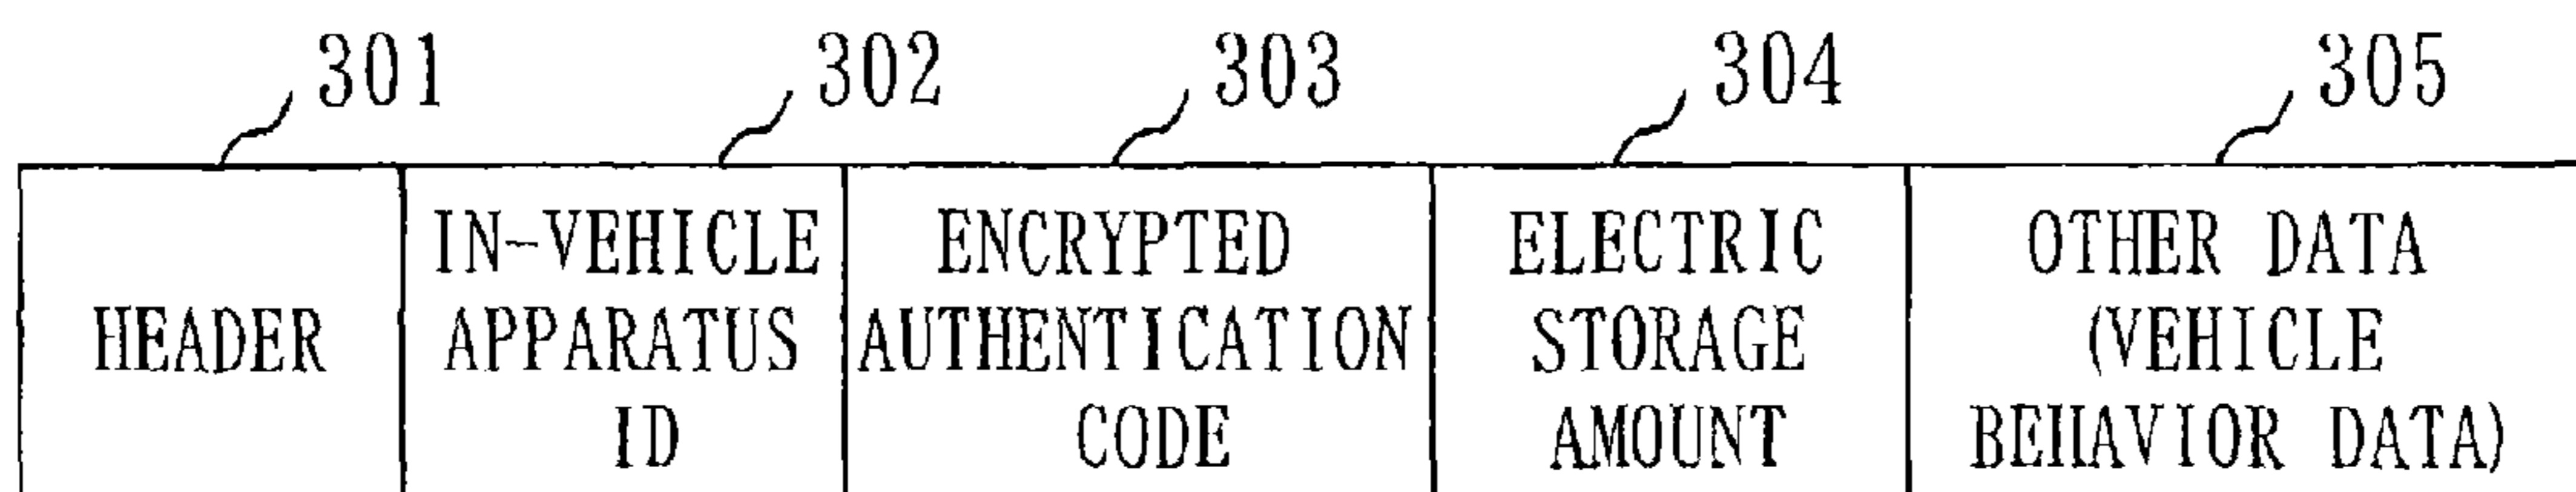 301 302 303 304 305
HEADER
IN-VEHICLE
APPARATUS
ID
ENCRYPTED
AUTHENTICATION
CODE
ELECTRIC
STORAGE
AMOUNT
OTHER DATA
(VEHICLE
BEHAVIOR DATA)